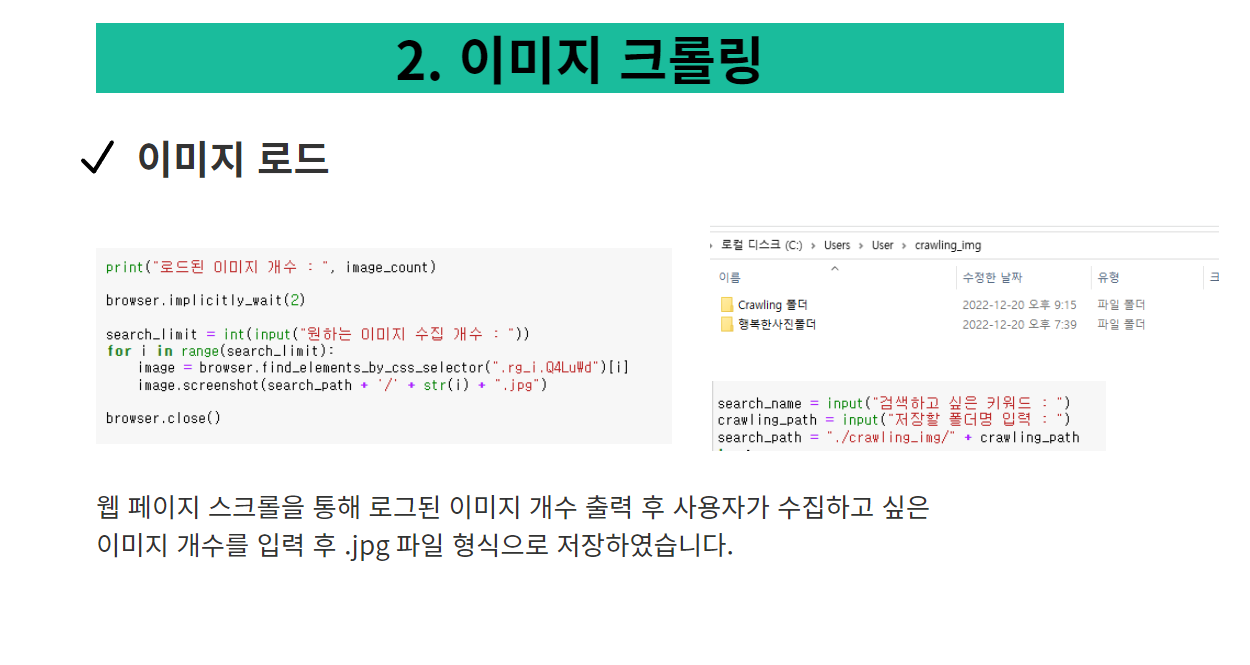 2. 이미지 크롤링
이미지 로드
print("로드된 이미지 개수 : ", image_count)
browser.implicitly_wait(2)
search_limit = int(input("원하는 이미지 수집 개수 : "))
for i in range(search_limit):
image = browser.find_elements_by_css_selector(".rg_i.Q4LuWd")[i]
image.screenshot(search_path + '/' + str(i) + ".jpg")
browser.close()
로컬 디스크 (C:) › Users › User › crawling_img
이름 수정한 날짜 유형 크
Crawling 폴더 2022-12-20 오후 9:15 파일 폴더
행복한사진폴더 2022-12-20 오후 7:39 파일 폴더
search_name = input("검색하고 싶은 키워드 : ")
crawling_path = input("저장할 폴더명 입력 : ")
search_path = "./crawling_img/" + crawling_path
웹 페이지 스크롤을 통해 로그된 이미지 개수 출력 후 사용자가 수집하고 싶은
이미지 개수를 입력 후 .jpg 파일 형식으로 저장하였습니다.